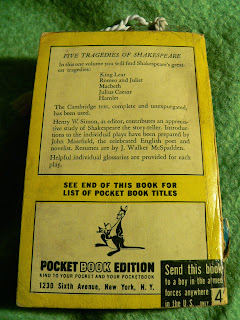 FIVE TRAGEDIES OF SHAKESPEARE
In this one volume you will find Shakespeare's great-
est tragedies:
King Lear
Romeo and Juliet
Macbeth
Julius Caesar
Hamlet
The Cambridge text, complete and unexpurgated,
has been used.
Henry W. Simon, as editor, contributes an appreci-
ative study of Shakespeare the story-teller. Introduc-
tions to the individual plays have been prepared by
John Masefield, the celebrated English poet and
novelist. Resumes are by J. Walker McSpadden.
Helpful individual glossaries are provided for each
play.
SEE END OF THIS BOOK FOR
LIST OF POCKET BOOK TITLES
POCKET BOOK EDITION
KIND TO YOUR POCKET AND YOUR POCKETBOOK
1230 Sixth Avenue, New York, N. Y.
Send this book
to a boy in the armed
forces anywhere
in the U.S. ONLY 4